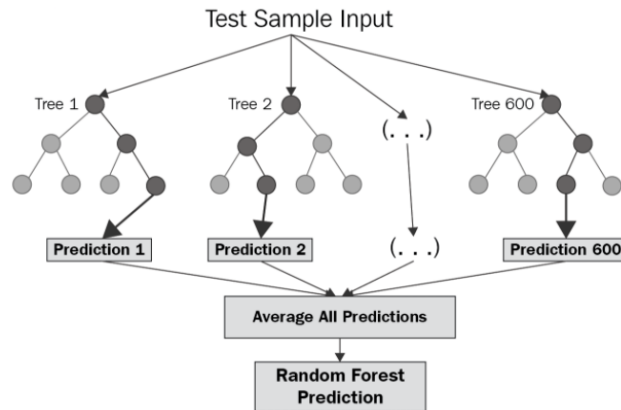 Test Sample Input
Tree 1
Tree 2
Tree 600
(. . .)
Prediction 1
Prediction 2
(. . .)
Prediction 600
Average All Predictions
Random Forest
Prediction